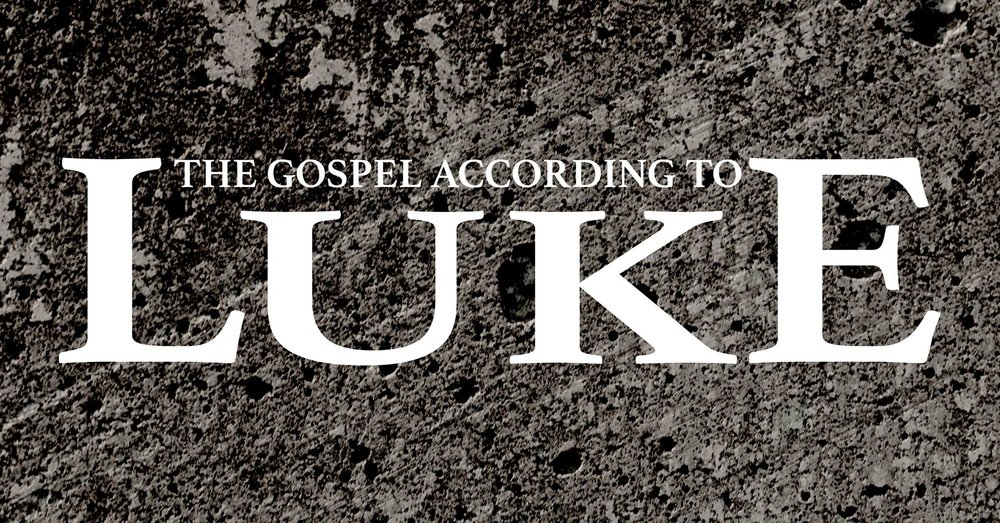 THE GOSPEL ACCORDING TO
LUKE